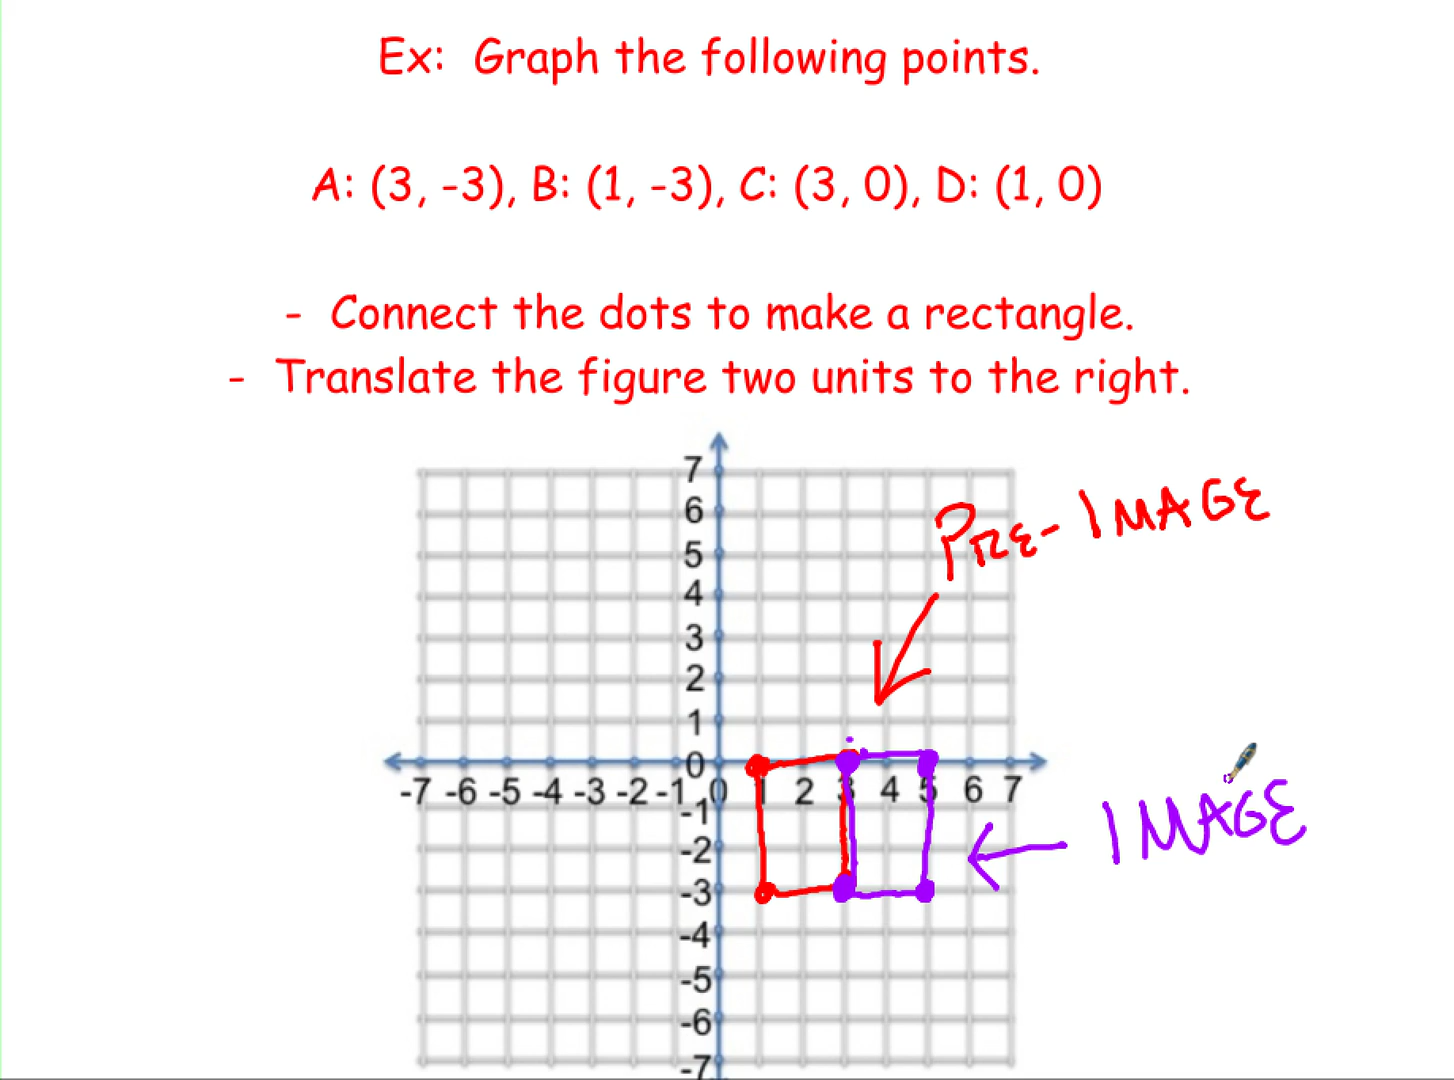 Ex: Graph the following points.
A: (3, -3), B: (1, -3), C: (3, 0), D: (1, 0)
- Connect the dots to make a rectangle.
- Translate the figure two units to the right.
7
6
5
4
3
2
1
0
-7 -6 -5 -4 -3 -2 -1 0 1 2 3 4 5 6 7
-1
-2
-3
-4
-5
-6
-7
PRE-IMAGE
IMAGE